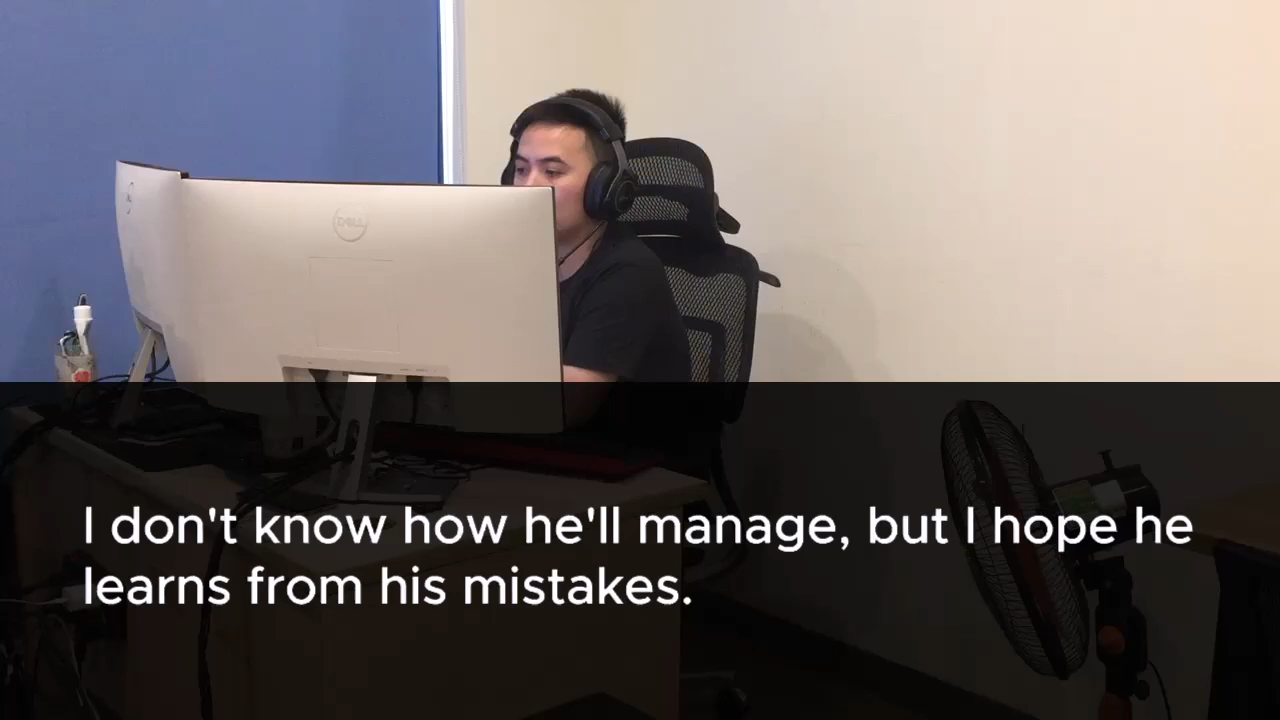 DELL
I don't know how he'll manage, but I hope he
learns from his mistakes.